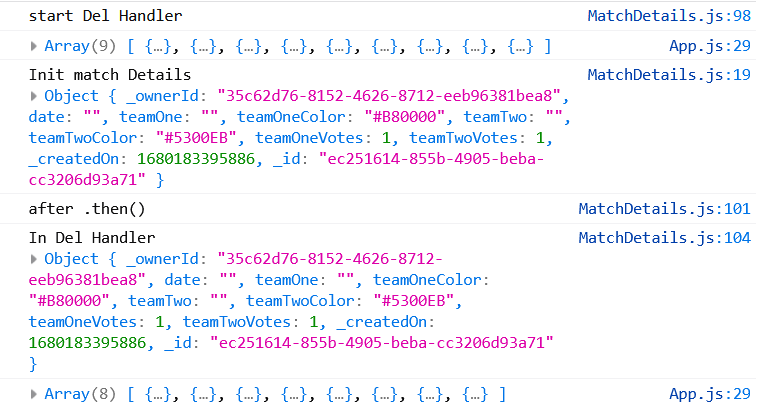 start Del Handler MatchDetails.js:98
▶ Array(9) [ {…}, {…}, {…}, {…}, {…}, {…}, {…}, {…}, {…} ] App.js:29
Init match Details MatchDetails.js:19
▶ Object { _ownerId: "35c62d76-8152-4626-8712-eeb96381bea8",
date: "", teamOne: "", teamOneColor: "#B80000", teamTwo: "",
teamTwoColor: "#5300EB", teamOneVotes: 1, teamTwoVotes: 1,
_createdOn: 1680183395886, _id: "ec251614-855b-4905-beba-
cc3206d93a71" }
after .then() MatchDetails.js:101
In Del Handler MatchDetails.js:104
▶ Object { _ownerId: "35c62d76-8152-4626-8712-
eeb96381bea8", date: "", teamOne: "", teamOneColor:
"#B80000", teamTwo: "", teamTwoColor: "#5300EB",
teamOneVotes: 1, teamTwoVotes: 1, _createdOn:
1680183395886, _id: "ec251614-855b-4905-beba-cc3206d93a71"
}
▶ Array(8) [ {…}, {…}, {…}, {…}, {…}, {…}, {…}, {…} ] App.js:29